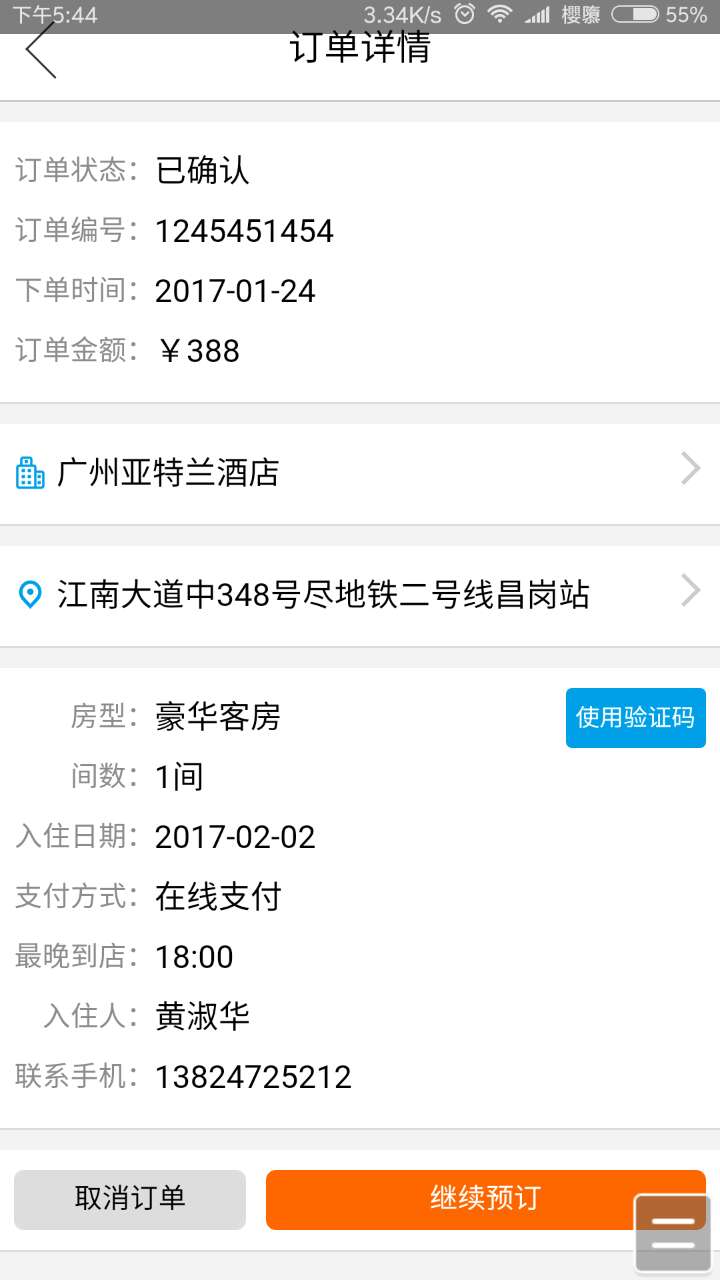 下午5:44 3.34K/s 樱隳 55%
订单详情
订单状态: 已确认
订单编号: 1245451454
下单时间: 2017-01-24
订单金额: ￥388
广州亚特兰酒店
江南大道中348号尽地铁二号线昌岗站
房型: 豪华客房
使用验证码
间数: 1间
入住日期: 2017-02-02
支付方式: 在线支付
最晚到店: 18:00
入住人: 黄淑华
联系手机: 13824725212
取消订单 继续预订